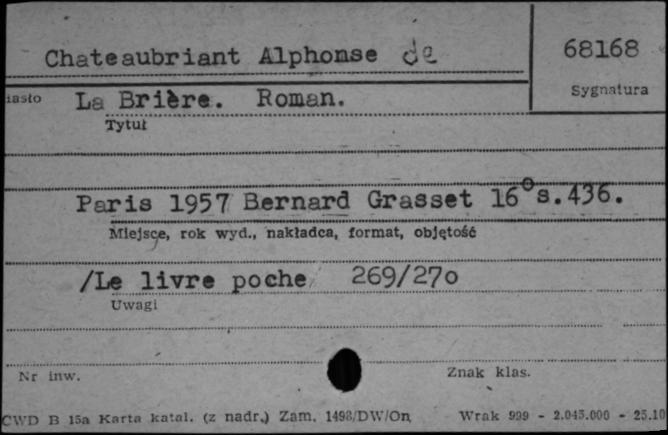 Chateaubriant Alphonse de
68168
Sygnatura
iasło La Brière. Roman.
Tytuł
Paris 1957 Bernard Grasset 16° s.436.
Miejsce, rok wyd., nakładca, format, objętość
/Le livre poche/ 269/270
Uwagi
Nr inw.
Znak klas.
CWD B 15a Karta katal. (z nadr.) Zam. 1498/DW/On Wrak 999 - 2.045.000 - 25.10